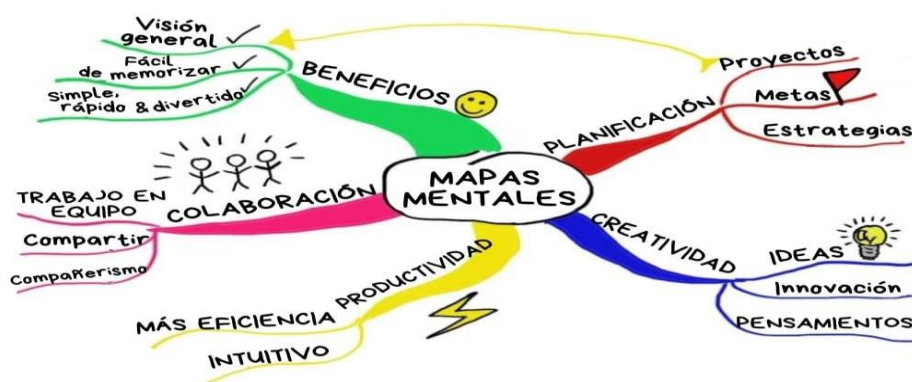 MAPAS
MENTALES
BENEFICIOS
Visión
general
Fácil
de memorizar
Simple,
rápido & divertido
PLANIFICACIÓN
Proyectos
Metas
Estrategias
COLABORACIÓN
TRABAJO EN
EQUIPO
Compartir
Compañerismo
CREATIVIDAD
IDEAS
Innovación
PENSAMIENTOS
PRODUCTIVIDAD
MÁS EFICIENCIA
INTUITIVO